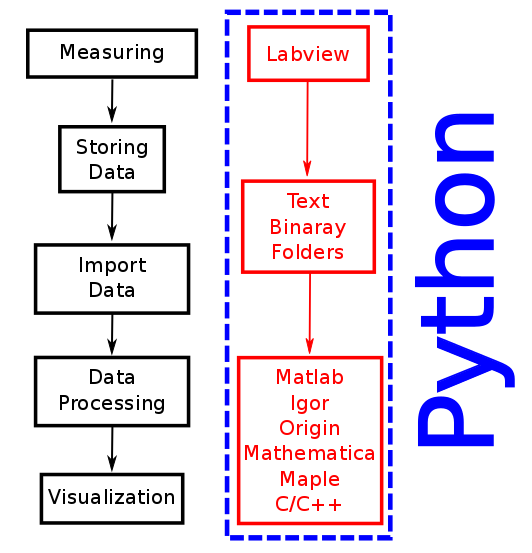 Measuring
Storing
Data
Import
Data
Data
Processing
Visualization
Labview
Text
Binaray
Folders
Matlab
Igor
Origin
Mathematica
Maple
C/C++
Python